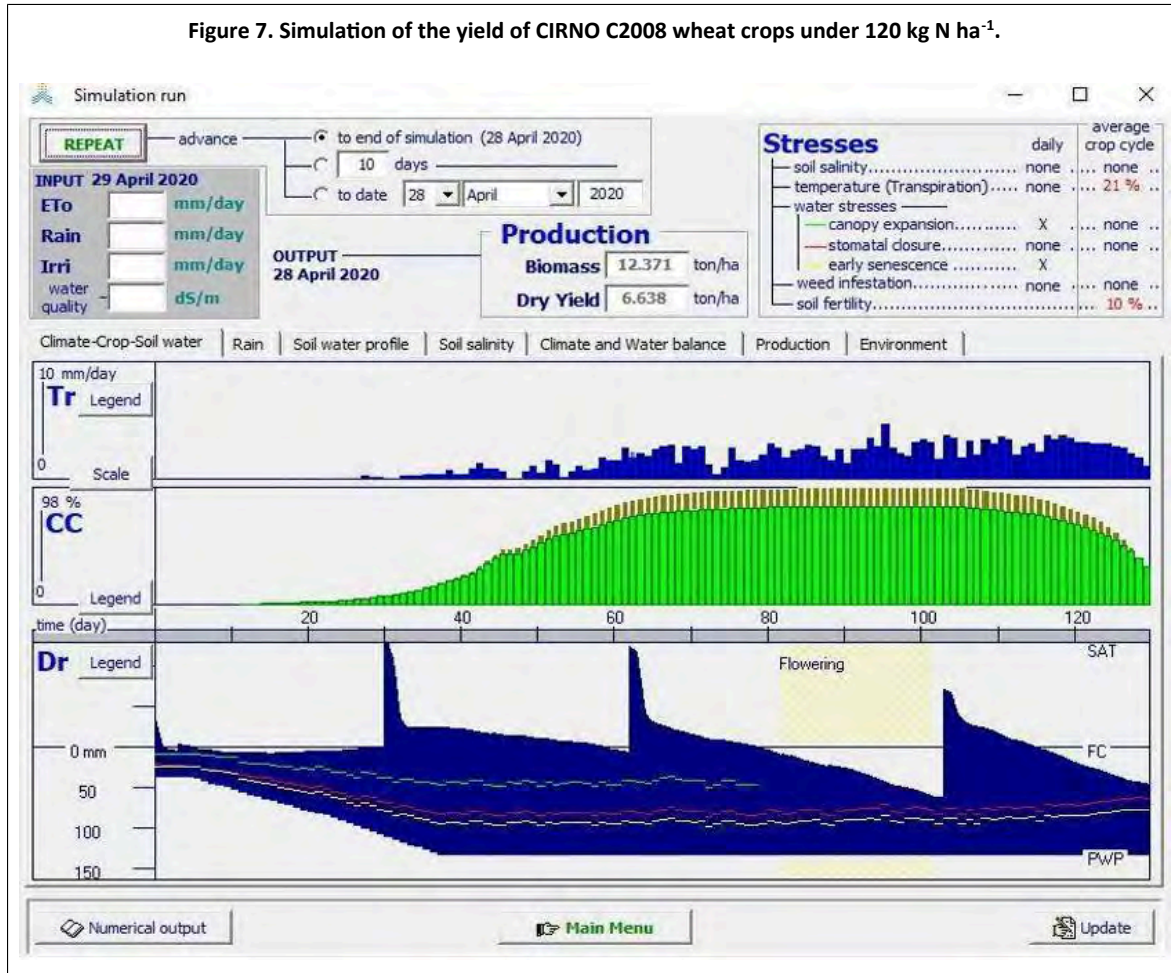 Figure 7. Simulation of the yield of CIRNO C2008 wheat crops under 120 kg N ha-1.
Simulation run
REPEAT
advance
to end of simulation (28 April 2020)
10 days
to date 28 April 2020
INPUT 29 April 2020
ETo mm/day
Rain mm/day
Irri mm/day
water quality dS/m
OUTPUT
28 April 2020
Production
Biomass 12.371 ton/ha
Dry Yield 6.638 ton/ha
Stresses daily average crop cycle
soil salinity................ none .... none ..
temperature (Transpiration)..... none .... 21 % ..
water stresses
canopy expansion........... X .... none ..
stomatal closure............ none .... none ..
early senescence ........... X
weed infestation............... none .... none ..
soil fertility................................... 10 % ..
Climate-Crop-Soil water Rain Soil water profile Soil salinity Climate and Water balance Production Environment
10 mm/day
Tr Legend
0 Scale
98 %
CC
0 Legend
time (day) 20 40 60 80 100 120
Dr Legend
Flowering
SAT
0 mm
FC
50
100
150
PWP
Numerical output
Main Menu
Update